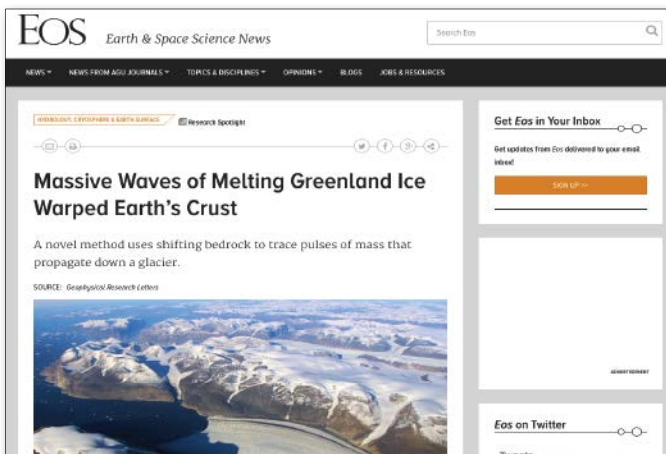 Eos Earth & Space Science News
Search Eos
NEWS NEWS FROM AGU JOURNALS TOPICS & DISCIPLINES OPINIONS BLOGS JOBS & RESOURCES
HYDROLOGY, CRYOSPHERE & EARTH SURFACE Research Spotlight
Massive Waves of Melting Greenland Ice
Warped Earth's Crust
A novel method uses shifting bedrock to trace pulses of mass that
propagate down a glacier.
SOURCE: Geophysical Research Letters
Get Eos in Your Inbox
Get updates from Eos delivered to your email
inbox!
SIGN UP >>
ADVERTISEMENT
Eos on Twitter
Tweets